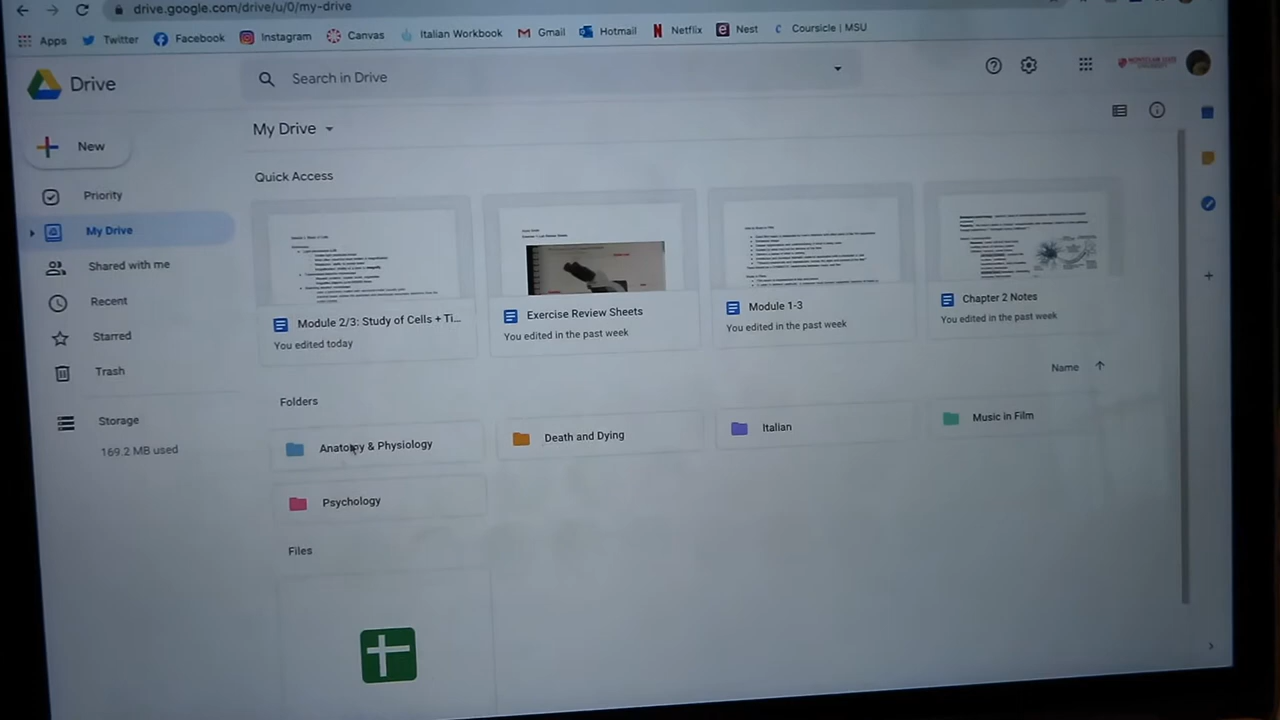 drive.google.com/drive/u/0/my-drive
Apps Twitter Facebook Instagram Canvas Italian Workbook Gmail Hotmail Netflix Nest Coursicle | MSU
Drive
Search in Drive
MONTCLAIR STATE
UNIVERSITY
My Drive
New
Quick Access
Priority
My Drive
Shared with me
Recent
Starred
Trash
Storage
169.2 MB used
Module 2/3: Study of Cells + Ti...
You edited today
Exercise Review Sheets
You edited in the past week
Module 1-3
You edited in the past week
Chapter 2 Notes
You edited in the past week
Name
Folders
Anatomy & Physiology
Death and Dying
Italian
Music in Film
Psychology
Files